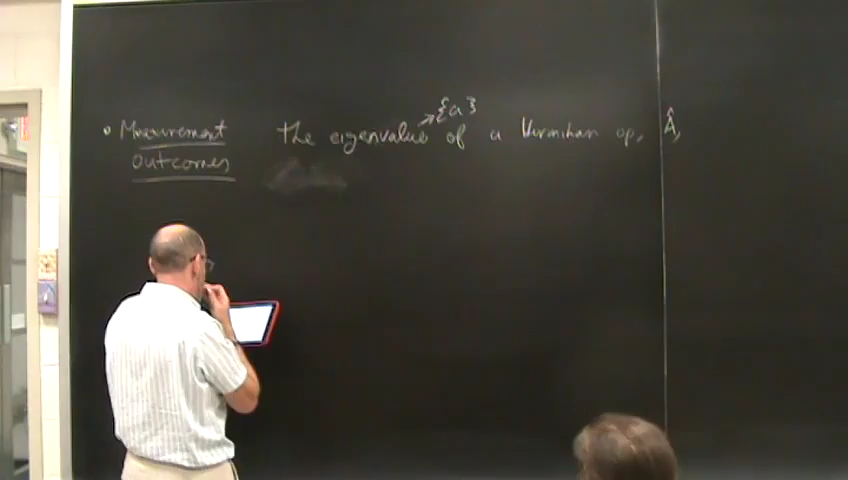 • Measurement The eigenvalue → {a} of a Hermitian op, Â,
outcomes